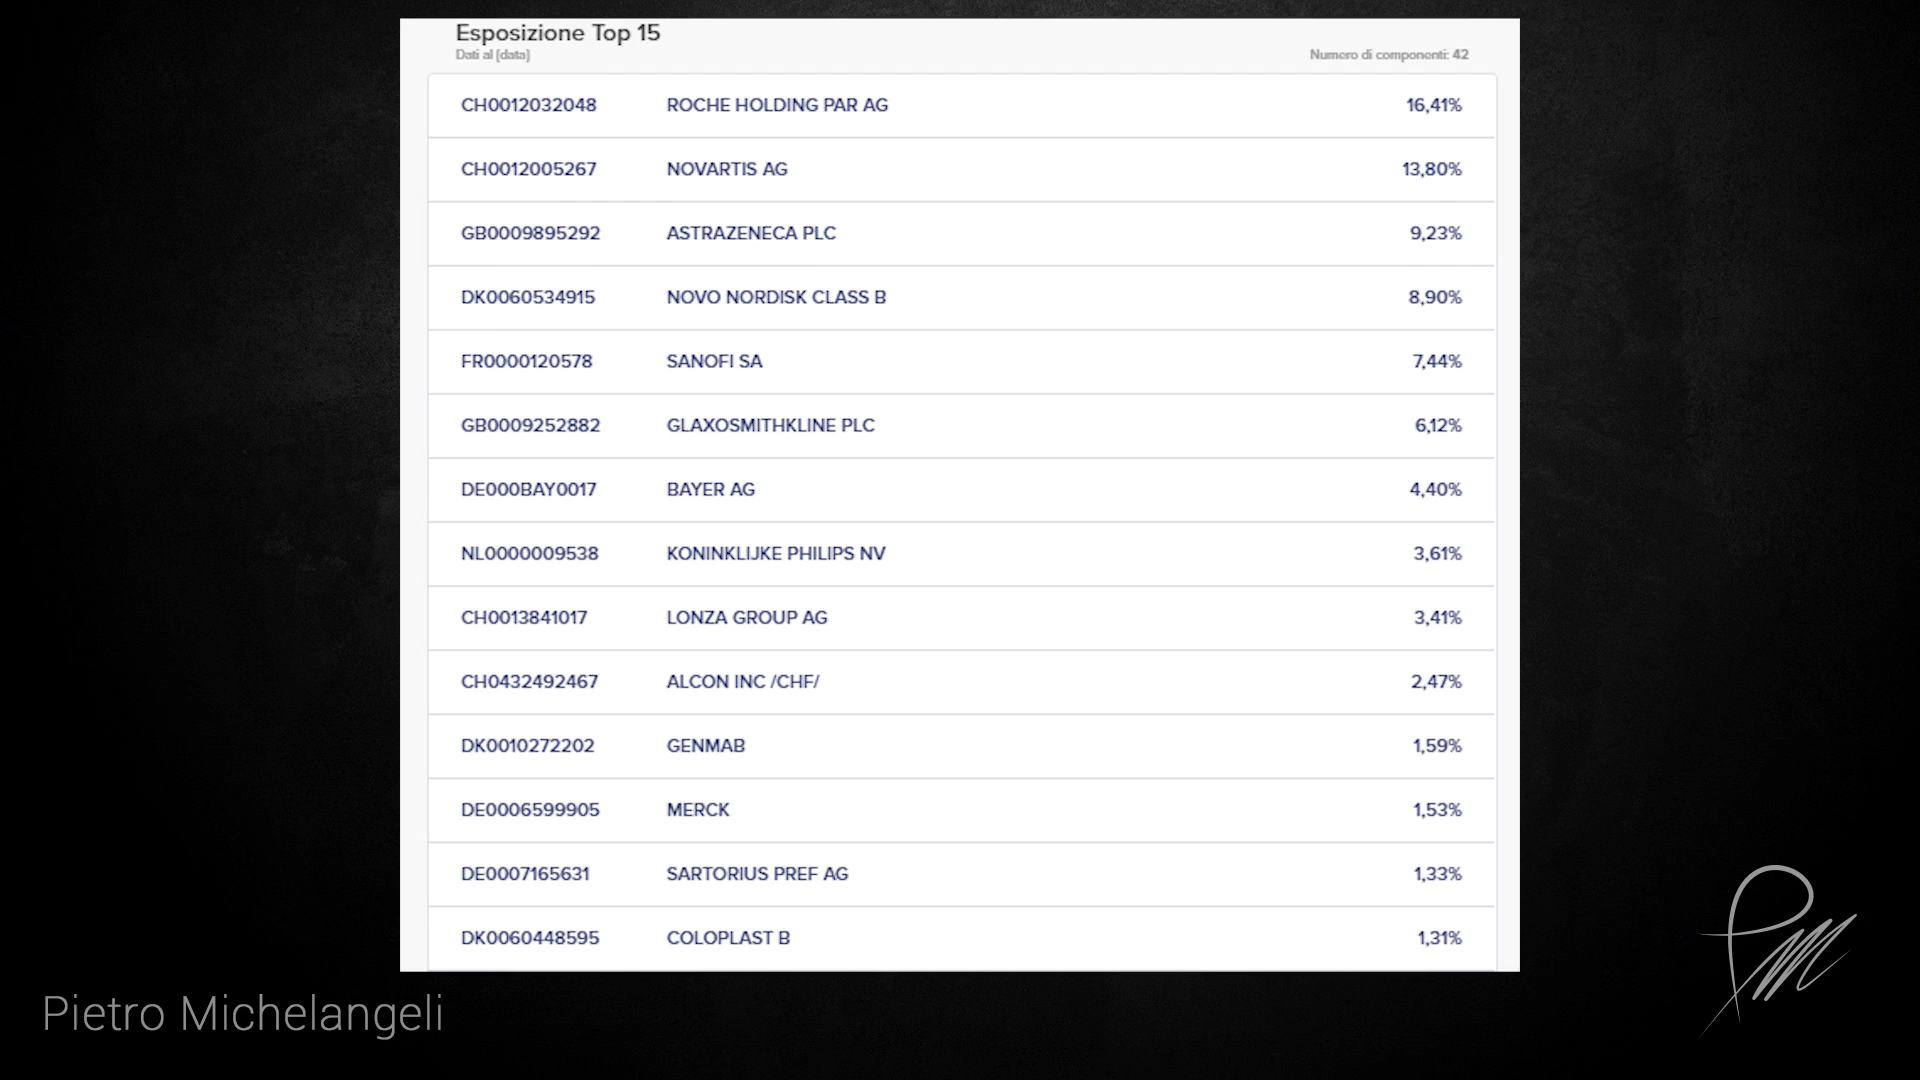 Esposizione Top 15
Dati al [data]
Numero di componenti: 42
CH0012032048 ROCHE HOLDING PAR AG 16,41%
CH0012005267 NOVARTIS AG 13,80%
GB0009895292 ASTRAZENECA PLC 9,23%
DK0060534915 NOVO NORDISK CLASS B 8,90%
FR0000120578 SANOFI SA 7,44%
GB0009252882 GLAXOSMITHKLINE PLC 6,12%
DE000BAY0017 BAYER AG 4,40%
NL0000009538 KONINKLIJKE PHILIPS NV 3,61%
CH0013841017 LONZA GROUP AG 3,41%
CH0432492467 ALCON INC /CHF/ 2,47%
DK0010272202 GENMAB 1,59%
DE0006599905 MERCK 1,53%
DE0007165631 SARTORIUS PREF AG 1,33%
DK0060448595 COLOPLAST B 1,31%
Pietro Michelangeli
PM